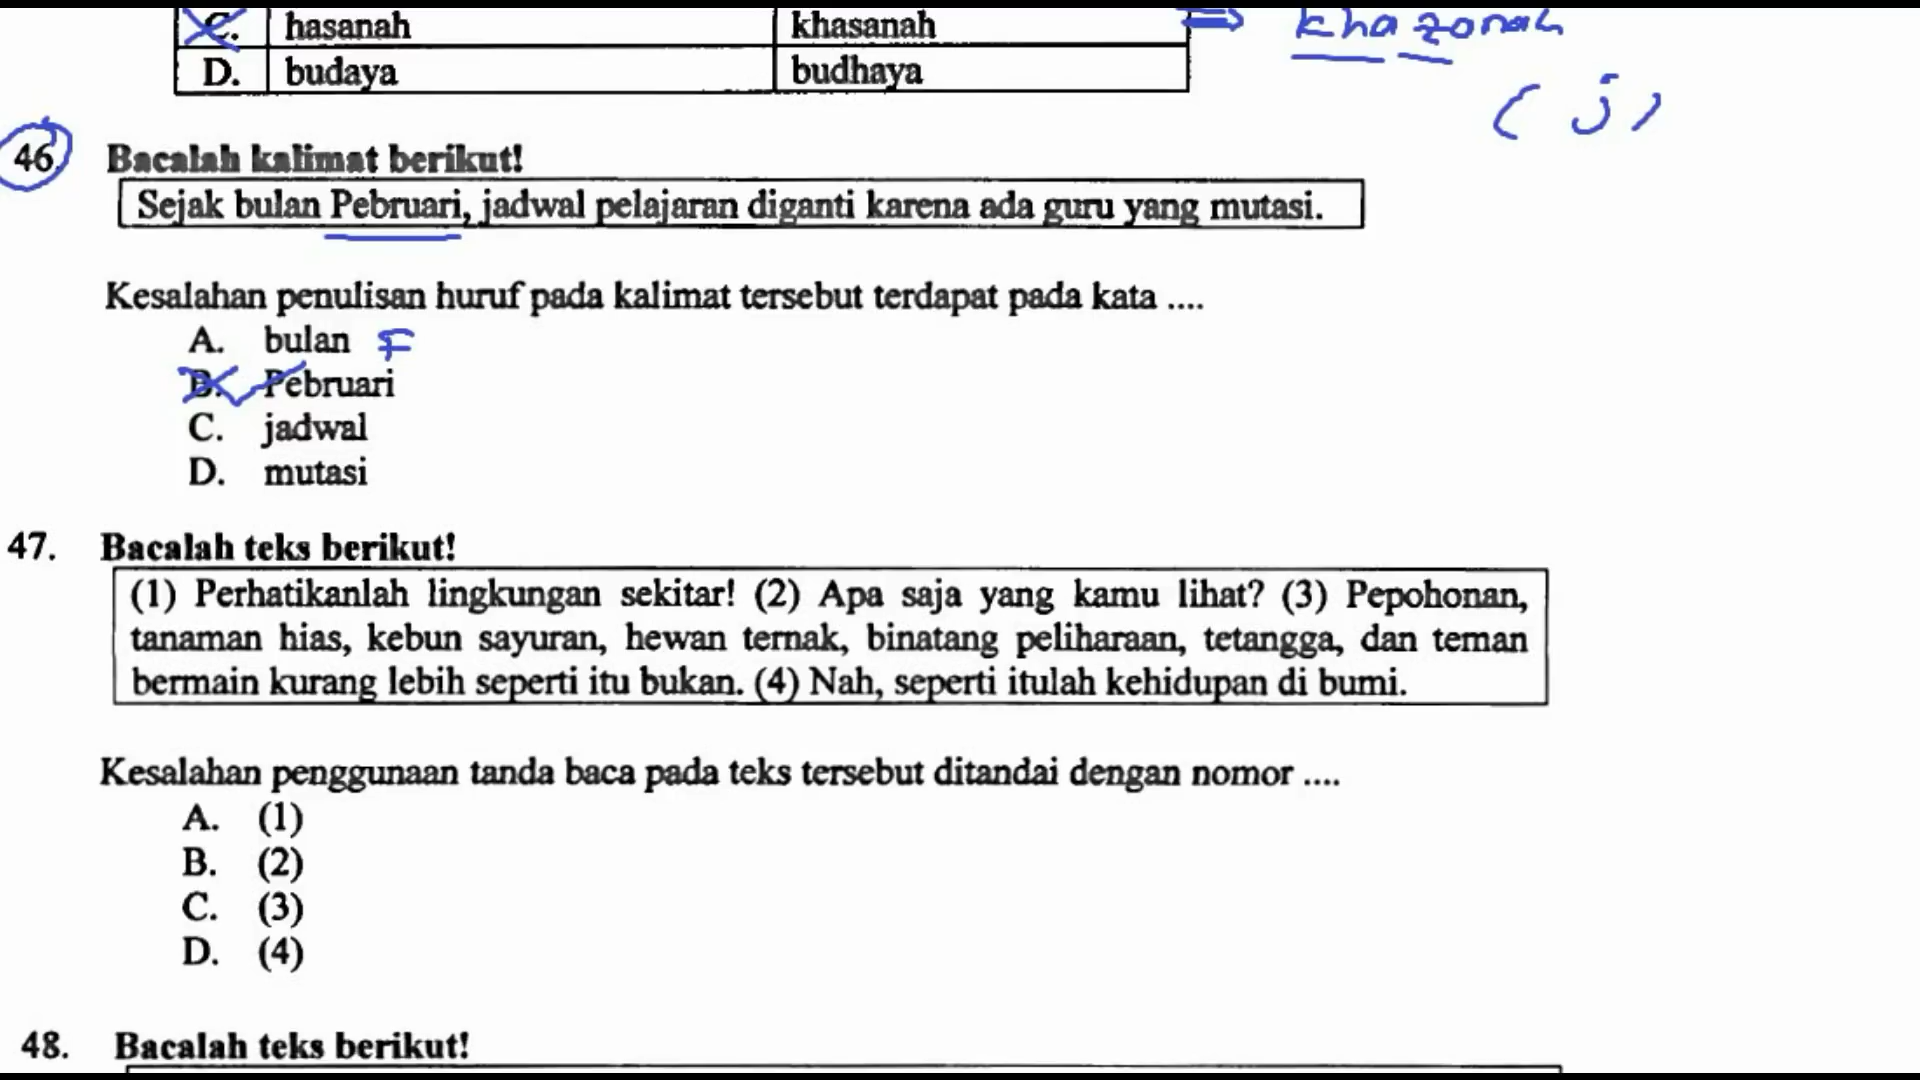 C. hasanah khasanah ⇒ khazanah
D. budaya budhaya
( j )
46. Bacalah kalimat berikut!
Sejak bulan Pebruari, jadwal pelajaran diganti karena ada guru yang mutasi.
Kesalahan penulisan huruf pada kalimat tersebut terdapat pada kata ....
A. bulan F
B. Pebruari
C. jadwal
D. mutasi
47. Bacalah teks berikut!
(1) Perhatikanlah lingkungan sekitar! (2) Apa saja yang kamu lihat? (3) Pepohonan,
tanaman hias, kebun sayuran, hewan ternak, binatang peliharaan, tetangga, dan teman
bermain kurang lebih seperti itu bukan. (4) Nah, seperti itulah kehidupan di bumi.
Kesalahan penggunaan tanda baca pada teks tersebut ditandai dengan nomor ....
A. (1)
B. (2)
C. (3)
D. (4)
48. Bacalah teks berikut!